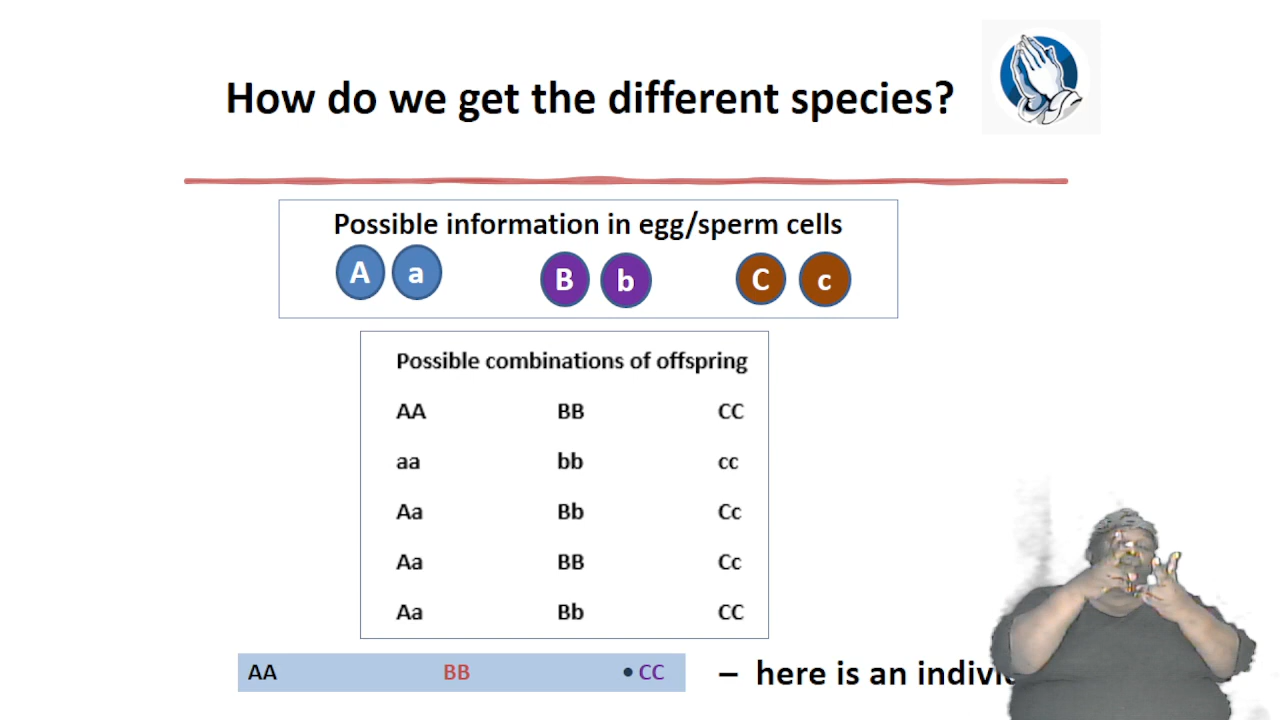 How do we get the different species?
Possible information in egg/sperm cells
A a B b C c
Possible combinations of offspring
AA BB CC
aa bb cc
Aa Bb Cc
Aa BB Cc
Aa Bb CC
AA BB • CC – here is an